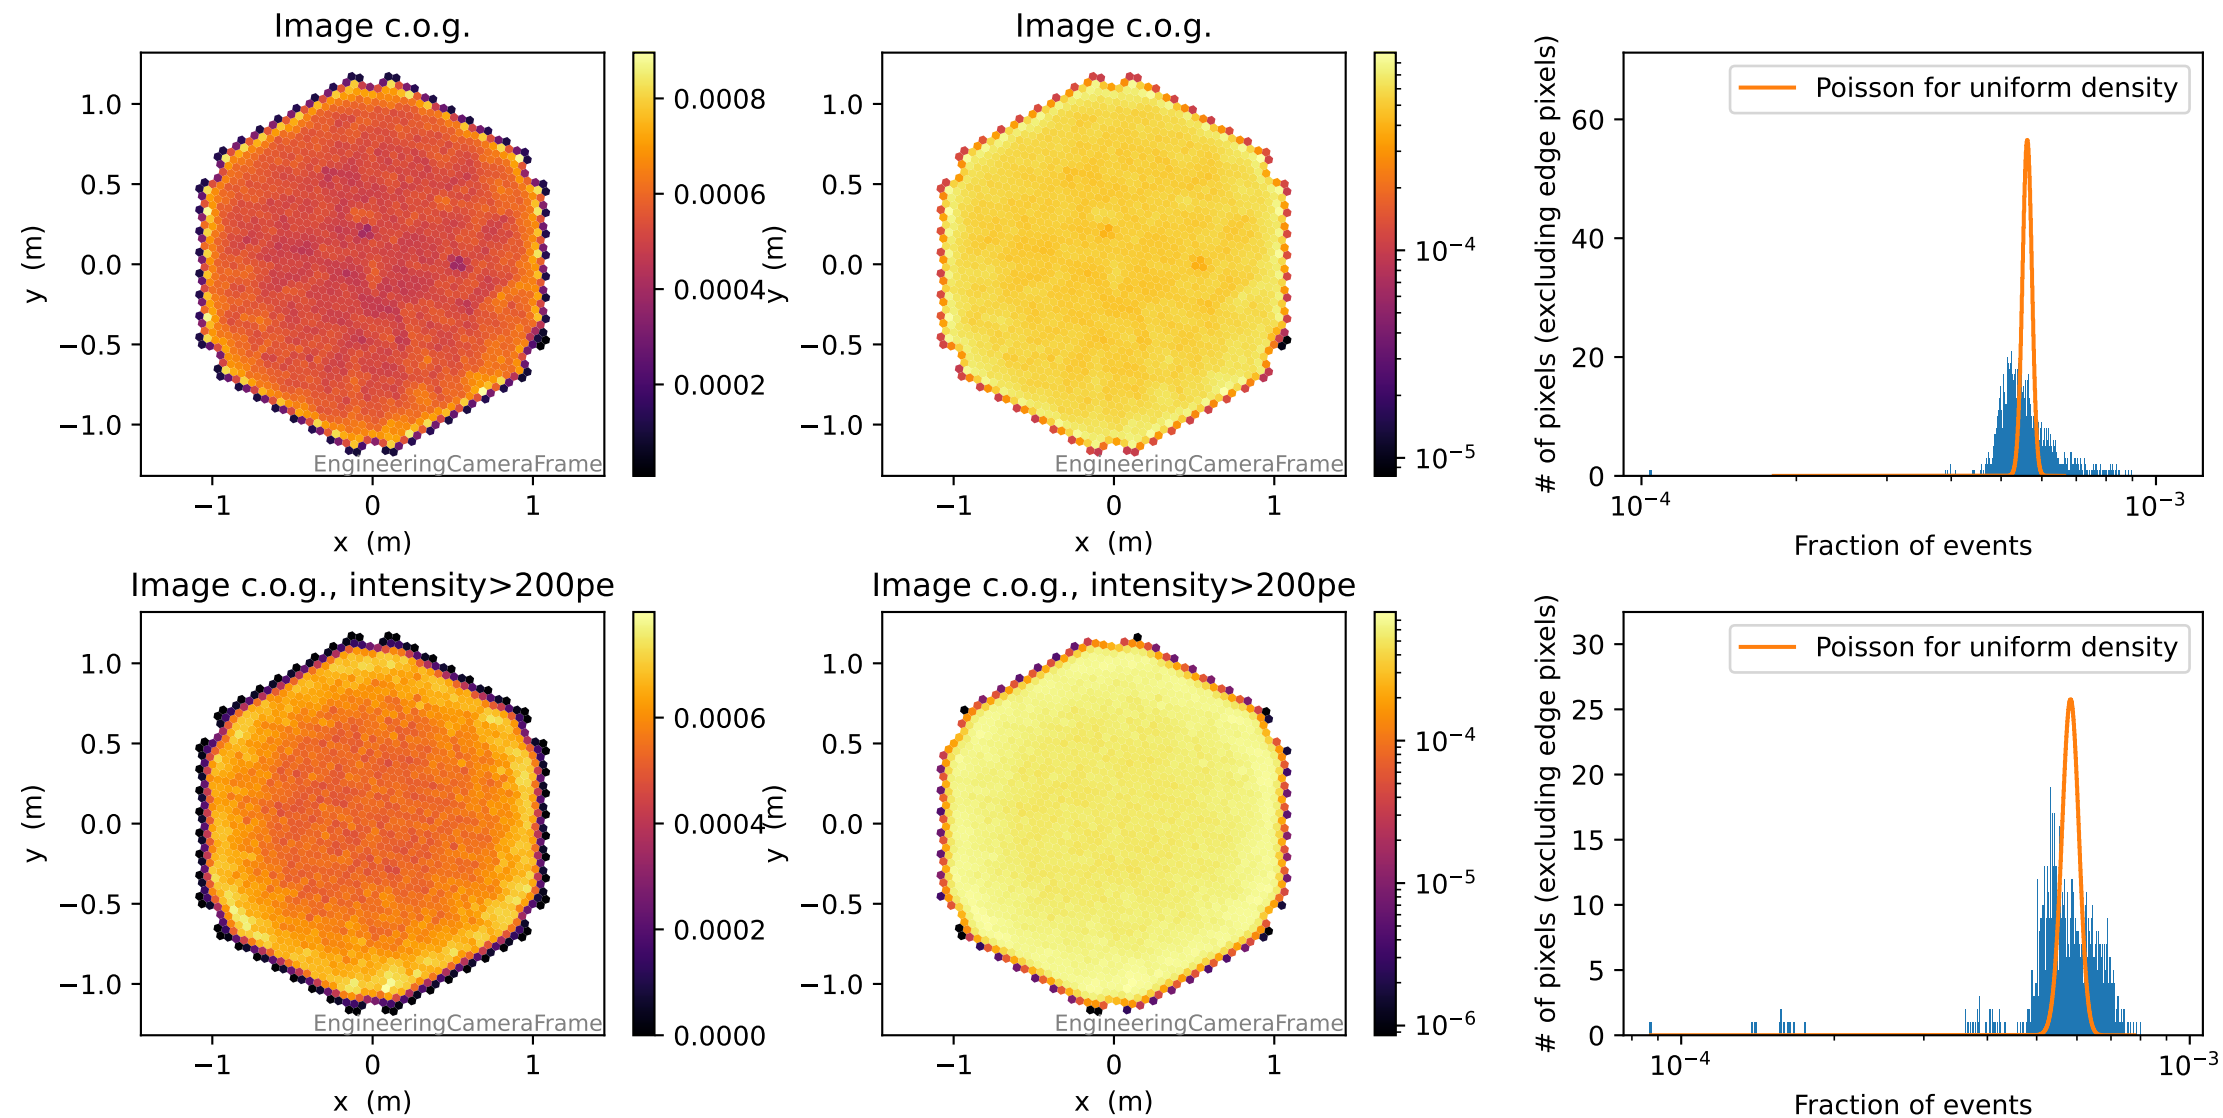 Image c.o.g.
y  (m)
1.0
0.5
0.0
−0.5
−1.0
−1
0
1
x  (m)
EngineeringCameraFrame
0.0008
0.0006
0.0004
0.0002
Image c.o.g.
y  (m)
1.0
0.5
0.0
−0.5
−1.0
−1
0
1
x  (m)
EngineeringCameraFrame
10⁻⁴
10⁻⁵
# of pixels (excluding edge pixels)
60
40
20
0
Poisson for uniform density
10⁻⁴
10⁻³
Fraction of events
Image c.o.g., intensity>200pe
y  (m)
1.0
0.5
0.0
−0.5
−1.0
−1
0
1
x  (m)
EngineeringCameraFrame
0.0006
0.0004
0.0002
0.0000
Image c.o.g., intensity>200pe
y  (m)
1.0
0.5
0.0
−0.5
−1.0
−1
0
1
x  (m)
EngineeringCameraFrame
10⁻⁴
10⁻⁵
10⁻⁶
# of pixels (excluding edge pixels)
30
25
20
15
10
5
0
Poisson for uniform density
10⁻⁴
10⁻³
Fraction of events